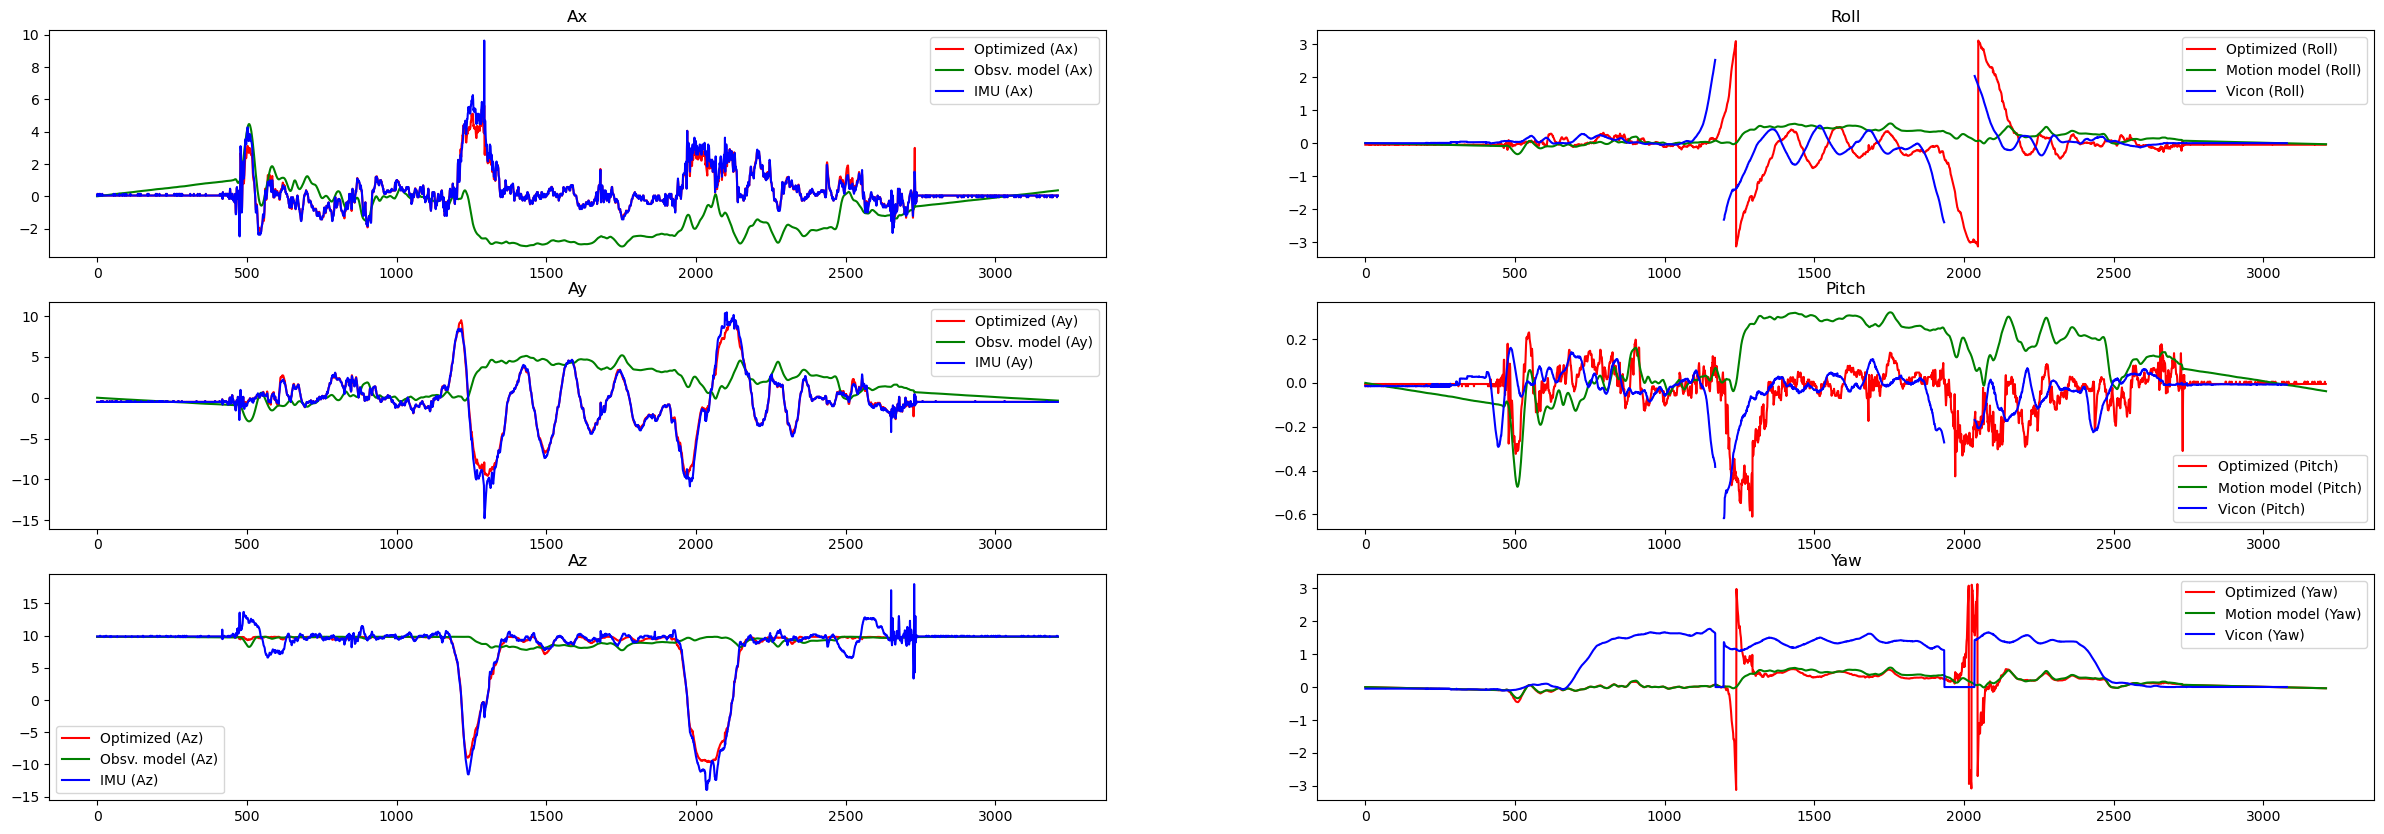 Ax
10
8
6
4
2
0
−2
0 500 1000 1500 2000 2500 3000
Optimized (Ax)
Obsv. model (Ax)
IMU (Ax)
Roll
3
2
1
0
−1
−2
−3
0 500 1000 1500 2000 2500 3000
Optimized (Roll)
Motion model (Roll)
Vicon (Roll)
Ay
10
5
0
−5
−10
−15
0 500 1000 1500 2000 2500 3000
Optimized (Ay)
Obsv. model (Ay)
IMU (Ay)
Pitch
0.2
0.0
−0.2
−0.4
−0.6
0 500 1000 1500 2000 2500 3000
Optimized (Pitch)
Motion model (Pitch)
Vicon (Pitch)
Az
15
10
5
0
−5
−10
−15
0 500 1000 1500 2000 2500 3000
Optimized (Az)
Obsv. model (Az)
IMU (Az)
Yaw
3
2
1
0
−1
−2
−3
0 500 1000 1500 2000 2500 3000
Optimized (Yaw)
Motion model (Yaw)
Vicon (Yaw)